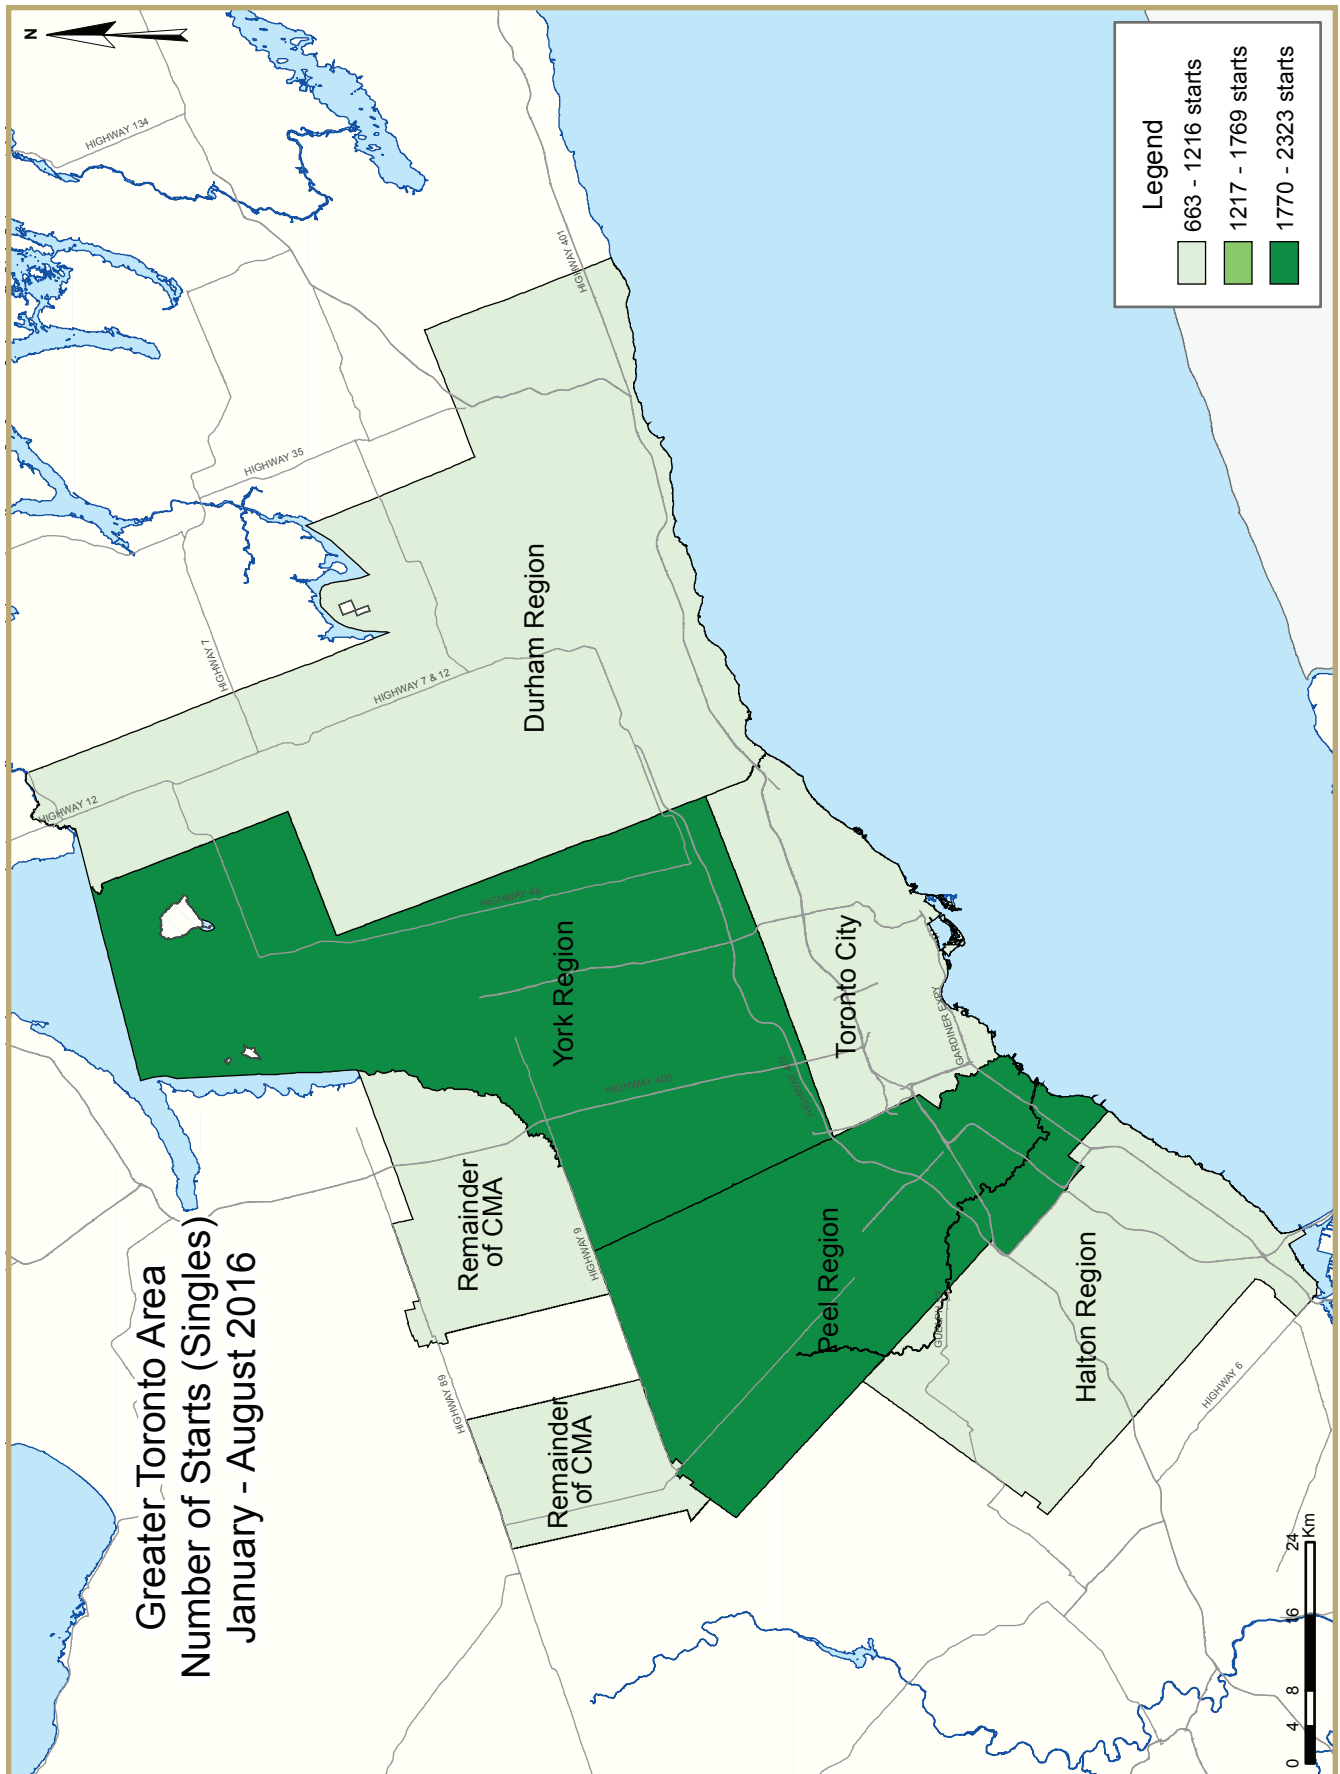 Greater Toronto Area
Number of Starts (Singles)
January - August 2016
N
HIGHWAY 134
HIGHWAY 401
HIGHWAY 35
HIGHWAY 7
HIGHWAY 7 & 12
HIGHWAY 12
Durham Region
HIGHWAY 48
York Region
HIGHWAY 400
Toronto City
GARDINER EXPY
Remainder
of CMA
HIGHWAY 9
HIGHWAY 89
Remainder
of CMA
Peel Region
Halton Region
HIGHWAY 6
Legend
663 - 1216 starts
1217 - 1769 starts
1770 - 2323 starts
0 4 8 16 24
Km